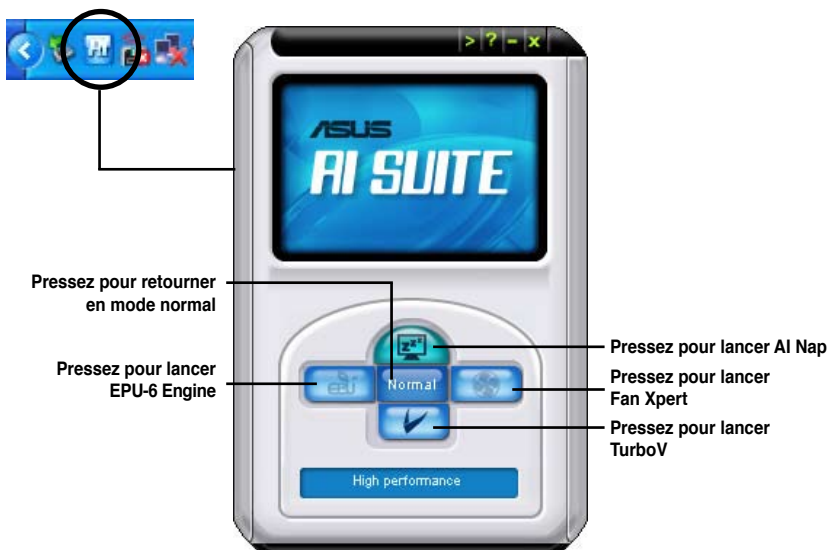 > ? - x
ASUS
AI SUITE
Pressez pour retourner
en mode normal
Pressez pour lancer AI Nap
Pressez pour lancer
EPU-6 Engine
Normal
Pressez pour lancer
Fan Xpert
Pressez pour lancer
TurboV
High performance